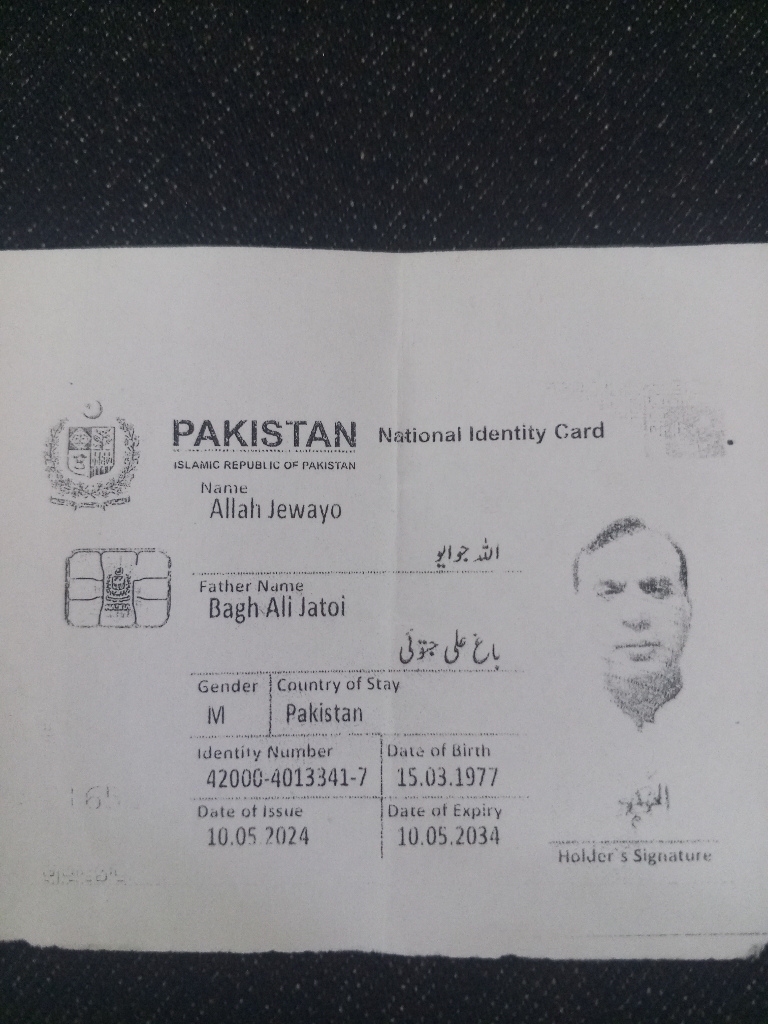 PAKISTAN National Identity Card
ISLAMIC REPUBLIC OF PAKISTAN
Name
Allah Jewayo
اللہ جوایو
Father Name
Bagh Ali Jatoi
باغ علی جتوئی
Gender Country of Stay
M Pakistan
Identity Number Date of Birth
42000-4013341-7 15.03.1977
Date of Issue Date of Expiry
10.05.2024 10.05.2034
Holder's Signature